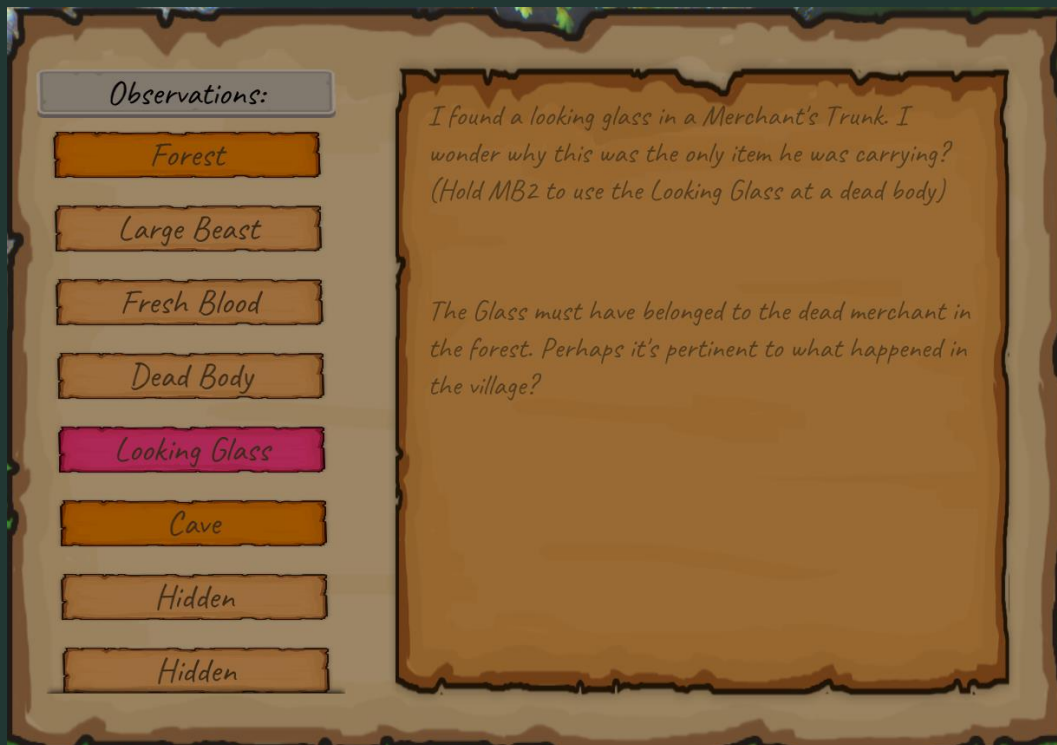 Observations:
Forest
Large Beast
Fresh Blood
Dead Body
Looking Glass
Cave
Hidden
Hidden
I found a looking glass in a Merchant's Trunk. I
wonder why this was the only item he was carrying?
(Hold MB2 to use the Looking Glass at a dead body)
The Glass must have belonged to the dead merchant in
the forest. Perhaps it's pertinent to what happened in
the village?